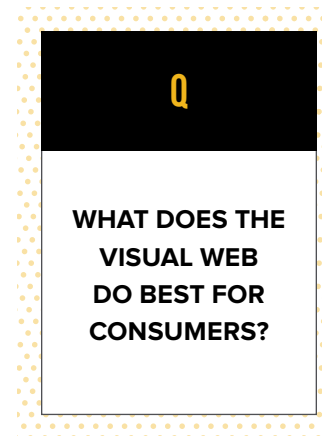 Q
WHAT DOES THE
VISUAL WEB
DO BEST FOR
CONSUMERS?